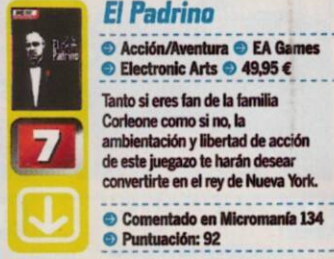 El Padrino
Acción/Aventura EA Games
Electronic Arts 49,95 €
Padrino
7
Tanto si eres fan de la familia
Corleone como si no, la
ambientación y libertad de acción
de este juegazo te harán desear
convertirte en el rey de Nueva York.
Comentado en Micromanía 134
Puntuación: 92